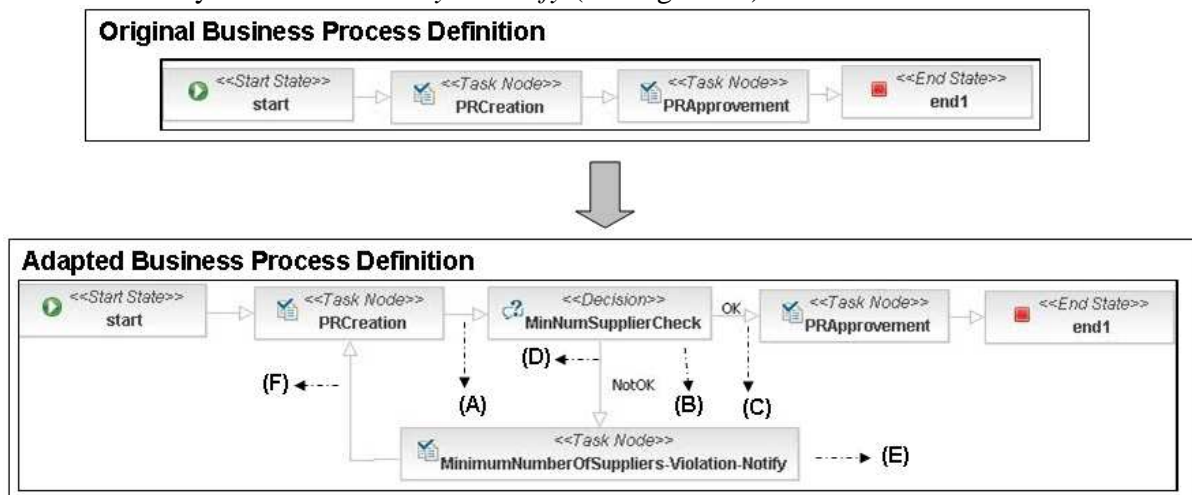 Original Business Process Definition
<<Start State>>
start
<<Task Node>>
PRCreation
<<Task Node>>
PRApprovement
<<End State>>
end1
Adapted Business Process Definition
<<Start State>>
start
<<Task Node>>
PRCreation
<<Decision>>
MinNumSupplierCheck
OK
<<Task Node>>
PRApprovement
<<End State>>
end1
(D)
(F)
NotOK
(A)
(B)
(C)
<<Task Node>>
MinimumNumberOfSuppliers-Violation-Notify
(E)